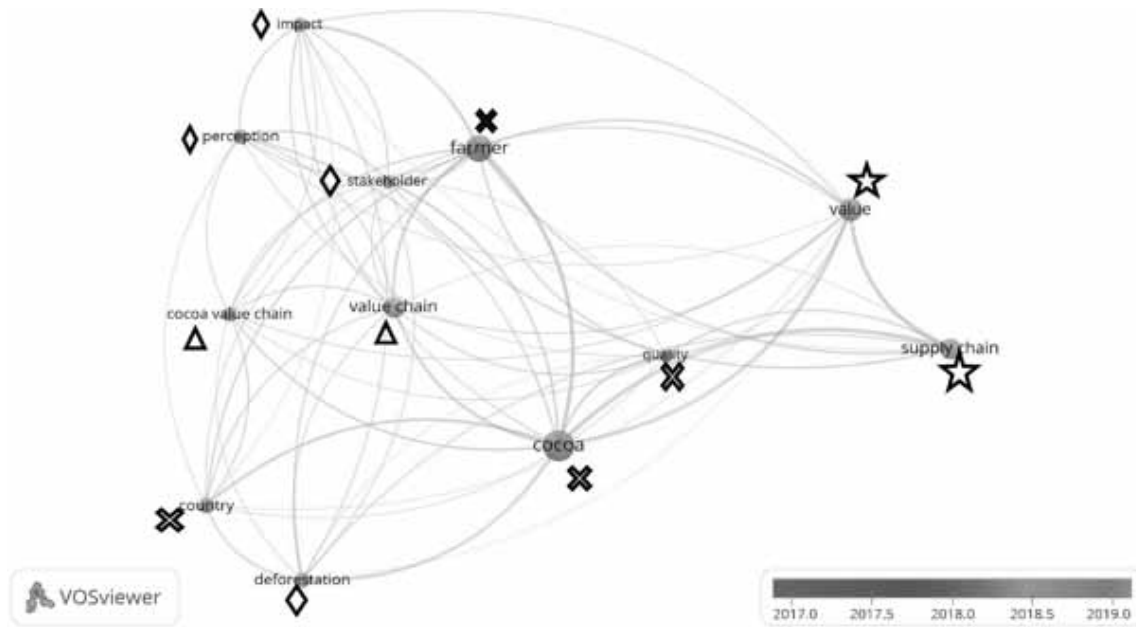 impact
perception
farmer
stakeholder
value
cocoa value chain
value chain
supply chain
quality
cocoa
country
deforestation
VOSviewer
2017.0 2017.5 2018.0 2018.5 2019.0